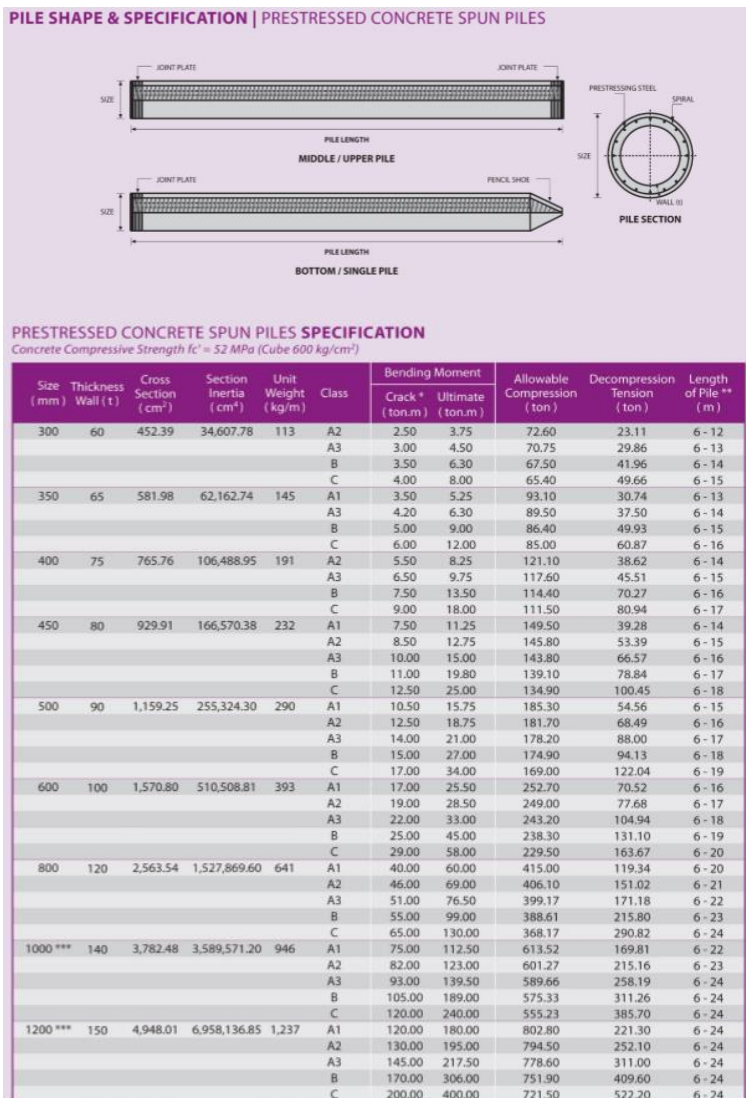 PILE SHAPE & SPECIFICATION | PRESTRESSED CONCRETE SPUN PILES
JOINT PLATE
JOINT PLATE
SIZE
PILE LENGTH
MIDDLE / UPPER PILE
JOINT PLATE
PENCIL SHOE
SIZE
PILE LENGTH
BOTTOM / SINGLE PILE
PRESTRESSING STEEL
SPIRAL
SIZE
WALL (t)
PILE SECTION
PRESTRESSED CONCRETE SPUN PILES SPECIFICATION
Concrete Compressive Strength fc' = 52 MPa (Cube 600 kg/cm²)
Size (mm) Thickness Wall (t) Cross Section (cm²) Section Inertia (cm⁴) Unit Weight (kg/m) Class Bending Moment Crack * (ton.m) Ultimate (ton.m) Allowable Compression (ton) Decompression Tension (ton) Length of Pile ** (m)
300 60 452.39 34,607.78 113 A2 2.50 3.75 72.60 23.11 6 - 12
A3 3.00 4.50 70.75 29.86 6 - 13
B 3.50 6.30 67.50 41.96 6 - 14
C 4.00 8.00 65.40 49.66 6 - 15
350 65 581.98 62,162.74 145 A1 3.50 5.25 93.10 30.74 6 - 13
A3 4.20 6.30 89.50 37.50 6 - 14
B 5.00 9.00 86.40 49.93 6 - 15
C 6.00 12.00 85.00 60.87 6 - 16
400 75 765.76 106,488.95 191 A2 5.50 8.25 121.10 38.62 6 - 14
A3 6.50 9.75 117.60 45.51 6 - 15
B 7.50 13.50 114.40 70.27 6 - 16
C 9.00 18.00 111.50 80.94 6 - 17
450 80 929.91 166,570.38 232 A1 7.50 11.25 149.50 39.28 6 - 14
A2 8.50 12.75 145.80 53.39 6 - 15
A3 10.00 15.00 143.80 66.57 6 - 16
B 11.00 19.80 139.10 78.84 6 - 17
C 12.50 25.00 134.90 100.45 6 - 18
500 90 1,159.25 255,324.30 290 A1 10.50 15.75 185.30 54.56 6 - 15
A2 12.50 18.75 181.70 68.49 6 - 16
A3 14.00 21.00 178.20 88.00 6 - 17
B 15.00 27.00 174.90 94.13 6 - 18
C 17.00 34.00 169.00 122.04 6 - 19
600 100 1,570.80 510,508.81 393 A1 17.00 25.50 252.70 70.52 6 - 16
A2 19.00 28.50 249.00 77.68 6 - 17
A3 22.00 33.00 243.20 104.94 6 - 18
B 25.00 45.00 238.30 131.10 6 - 19
C 29.00 58.00 229.50 163.67 6 - 20
800 120 2,563.54 1,527,869.60 641 A1 40.00 60.00 415.00 119.34 6 - 20
A2 46.00 69.00 406.10 151.02 6 - 21
A3 51.00 76.50 399.17 171.18 6 - 22
B 55.00 99.00 388.61 215.80 6 - 23
C 65.00 130.00 368.17 290.82 6 - 24
1000 *** 140 3,782.48 3,589,571.20 946 A1 75.00 112.50 613.52 169.81 6 - 22
A2 82.00 123.00 601.27 215.16 6 - 23
A3 93.00 139.50 589.66 258.19 6 - 24
B 105.00 189.00 575.33 311.26 6 - 24
C 120.00 240.00 555.23 385.70 6 - 24
1200 *** 150 4,948.01 6,958,136.85 1,237 A1 120.00 180.00 802.80 221.30 6 - 24
A2 130.00 195.00 794.50 252.10 6 - 24
A3 145.00 217.50 778.60 311.00 6 - 24
B 170.00 306.00 751.90 409.60 6 - 24
C 200.00 400.00 721.50 522.20 6 - 24